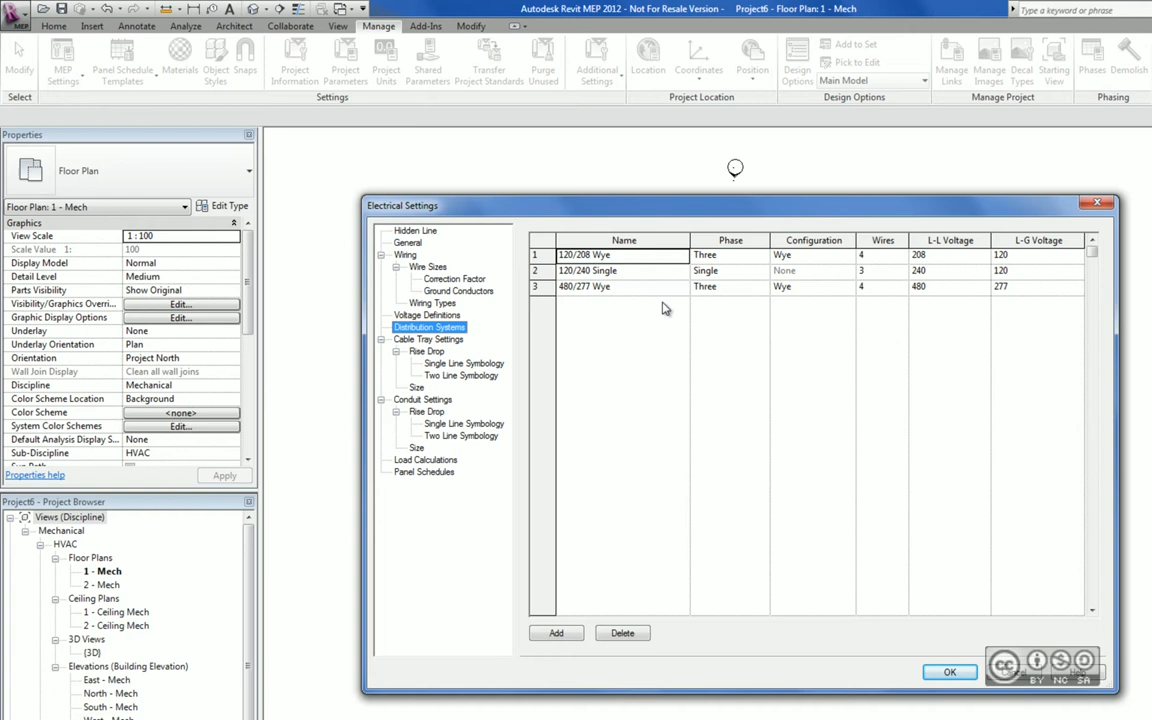 Autodesk Revit MEP 2012 - Not For Resale Version - Project6 - Floor Plan: 1 - Mech
Type a keyword or phrase
MEP
Home Insert Annotate Analyze Architect Collaborate View Manage Add-Ins Modify
Modify
MEP Settings
Panel Schedule Templates
Materials
Object Styles
Snaps
Project Information
Project Parameters
Project Units
Shared Parameters
Transfer Project Standards
Purge Unused
Additional Settings
Location
Coordinates
Position
Design Options
Add to Set
Pick to Edit
Main Model
Manage Links
Manage Images
Decal Types
Starting View
Phases
Demolish
Select Settings Project Location Design Options Manage Project Phasing
Properties
Floor Plan
Floor Plan: 1 - Mech Edit Type
Graphics
View Scale 1 : 100
Scale Value 1: 100
Display Model Normal
Detail Level Medium
Parts Visibility Show Original
Visibility/Graphics Overri... Edit...
Graphic Display Options Edit...
Underlay None
Underlay Orientation Plan
Orientation Project North
Wall Join Display Clean all wall joins
Discipline Mechanical
Color Scheme Location Background
Color Scheme <none>
System Color Schemes Edit...
Default Analysis Display S... None
Sub-Discipline HVAC
Properties help Apply
Project6 - Project Browser
Views (Discipline)
Mechanical
HVAC
Floor Plans
1 - Mech
2 - Mech
Ceiling Plans
1 - Ceiling Mech
2 - Ceiling Mech
3D Views
{3D}
Elevations (Building Elevation)
East - Mech
North - Mech
South - Mech
Electrical Settings
Hidden Line
General
Wiring
Wire Sizes
Correction Factor
Ground Conductors
Wiring Types
Voltage Definitions
Distribution Systems
Cable Tray Settings
Rise Drop
Single Line Symbology
Two Line Symbology
Size
Conduit Settings
Rise Drop
Single Line Symbology
Two Line Symbology
Size
Load Calculations
Panel Schedules
Name Phase Configuration Wires L-L Voltage L-G Voltage
1 120/208 Wye Three Wye 4 208 120
2 120/240 Single Single None 3 240 120
3 480/277 Wye Three Wye 4 480 277
Add Delete
OK
cc
BY NC SA